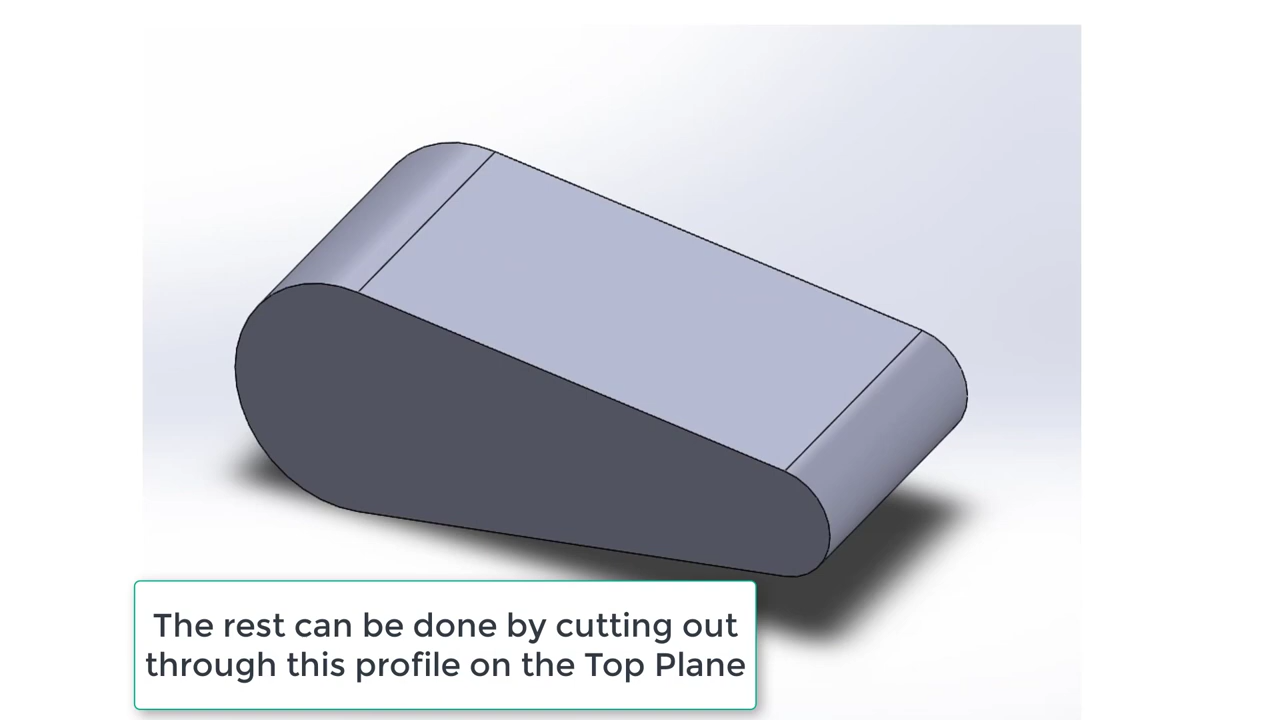 The rest can be done by cutting out
through this profile on the Top Plane